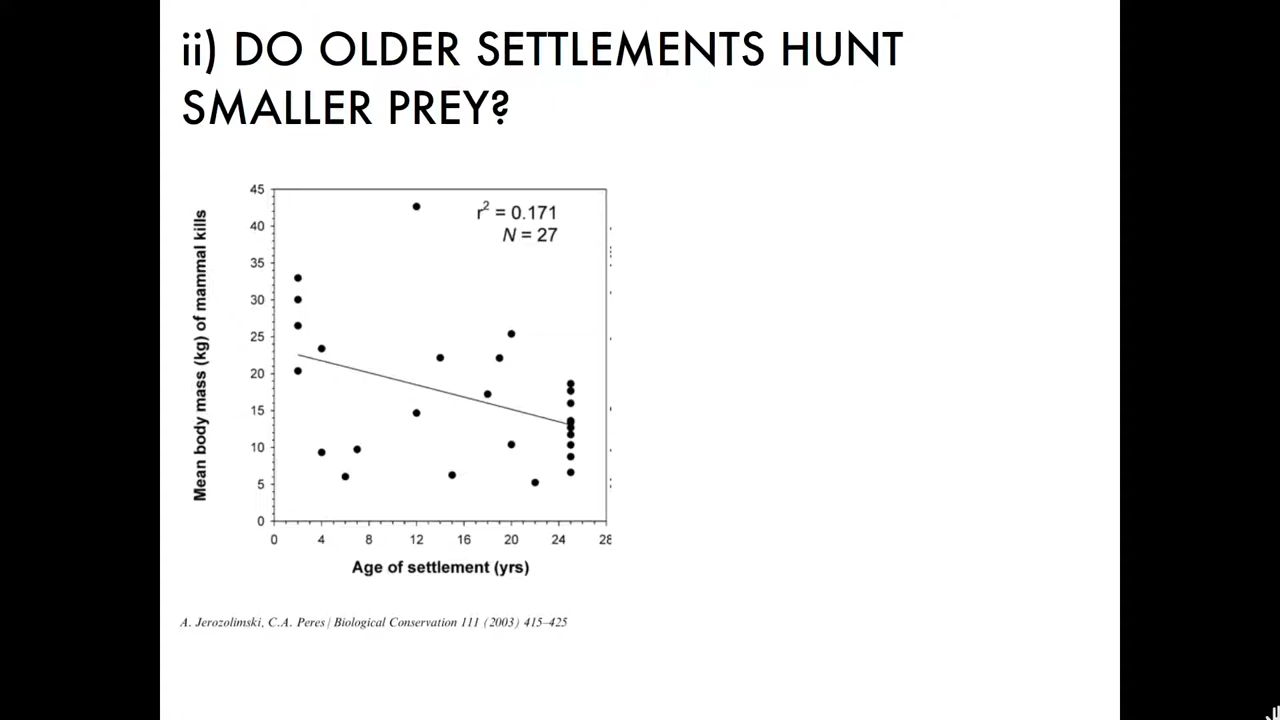 ii) DO OLDER SETTLEMENTS HUNT
SMALLER PREY?
45
40
35
30
25
20
15
10
5
0
Mean body mass (kg) of mammal kills
r² = 0.171
N = 27
0 4 8 12 16 20 24 28
Age of settlement (yrs)
A. Jerozolimski, C.A. Peres / Biological Conservation 111 (2003) 415–425